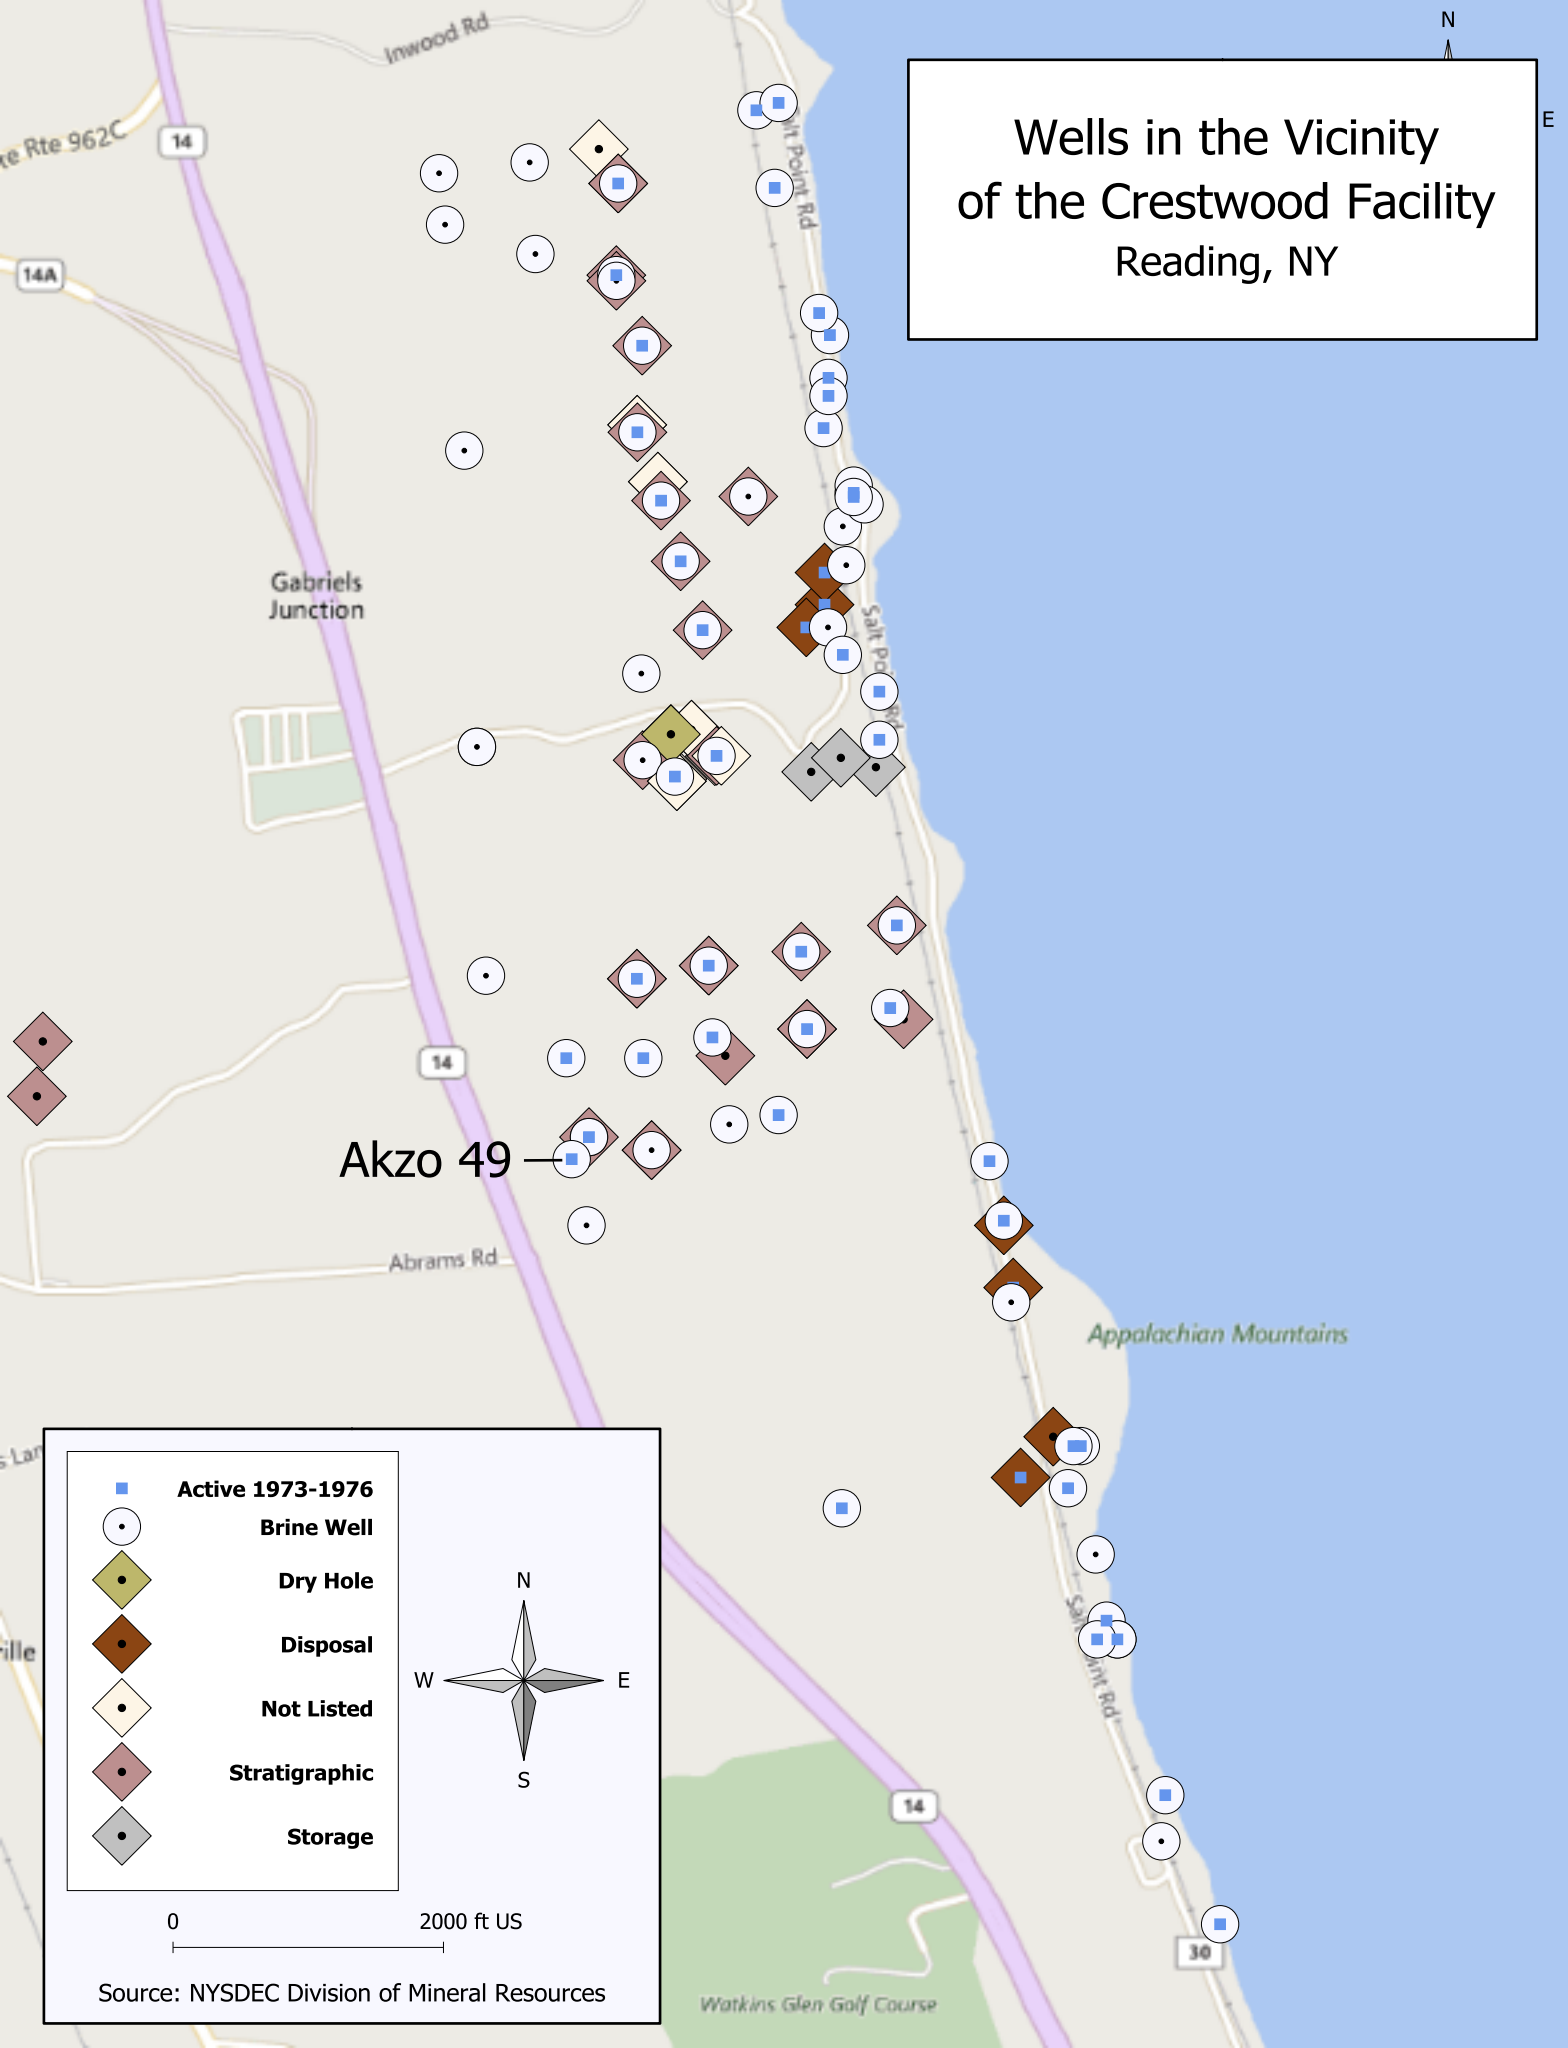 Inwood Rd
N
E
Wells in the Vicinity
of the Crestwood Facility
Reading, NY
Rte 962C
14
Point Rd
14A
Gabriels
Junction
Salt Point Rd
14
Akzo 49
Abrams Rd
Appalachian Mountains
Active 1973-1976
Brine Well
Dry Hole
Disposal
Not Listed
Stratigraphic
Storage
N
W
E
S
0
2000 ft US
Source: NYSDEC Division of Mineral Resources
14
30
Watkins Glen Golf Course